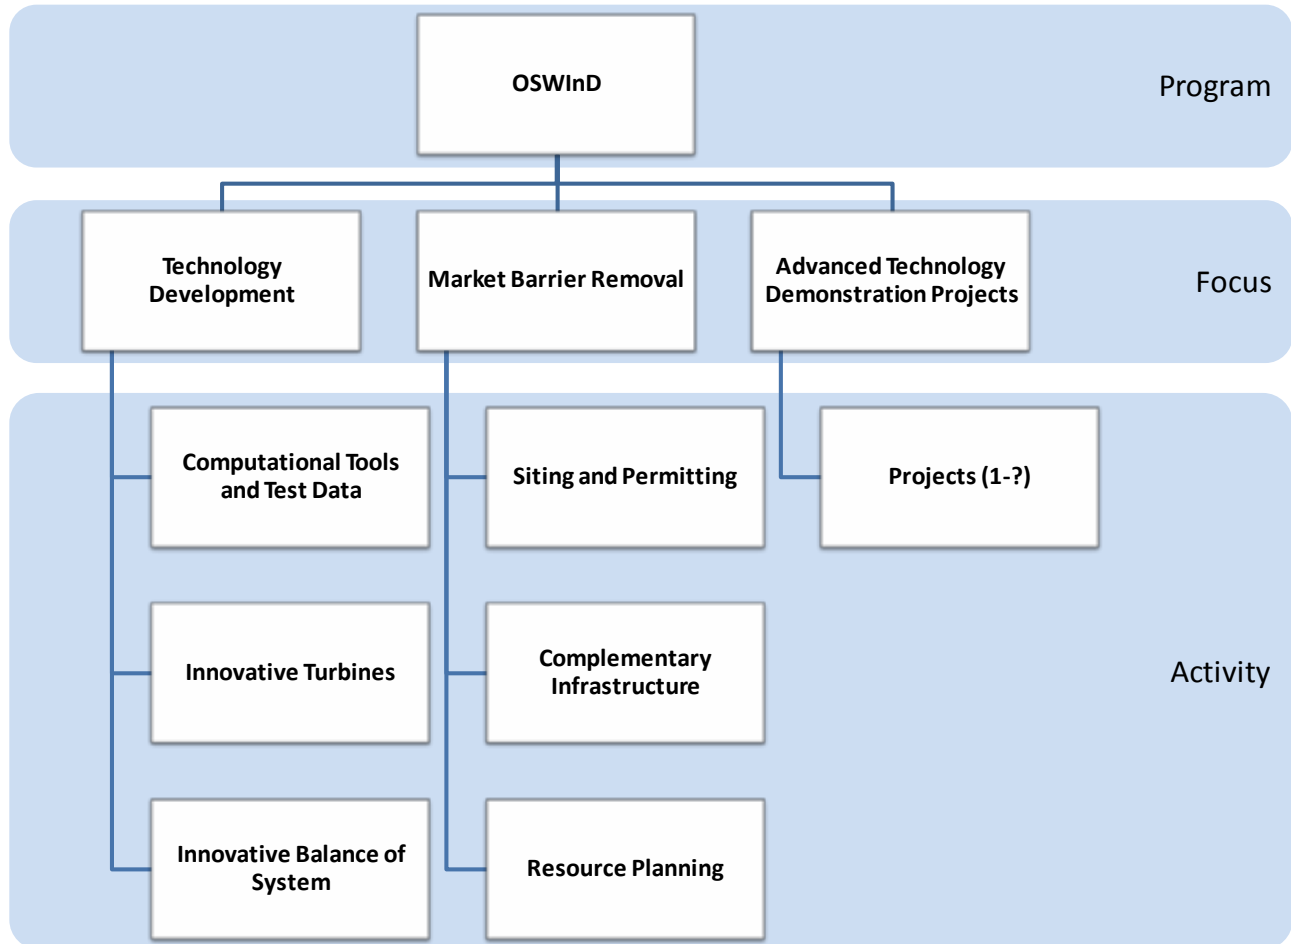 OSWInD
Program
Technology
Development
Market Barrier Removal
Advanced Technology
Demonstration Projects
Focus
Computational Tools
and Test Data
Siting and Permitting
Projects (1-?)
Innovative Turbines
Complementary
Infrastructure
Activity
Innovative Balance of
System
Resource Planning